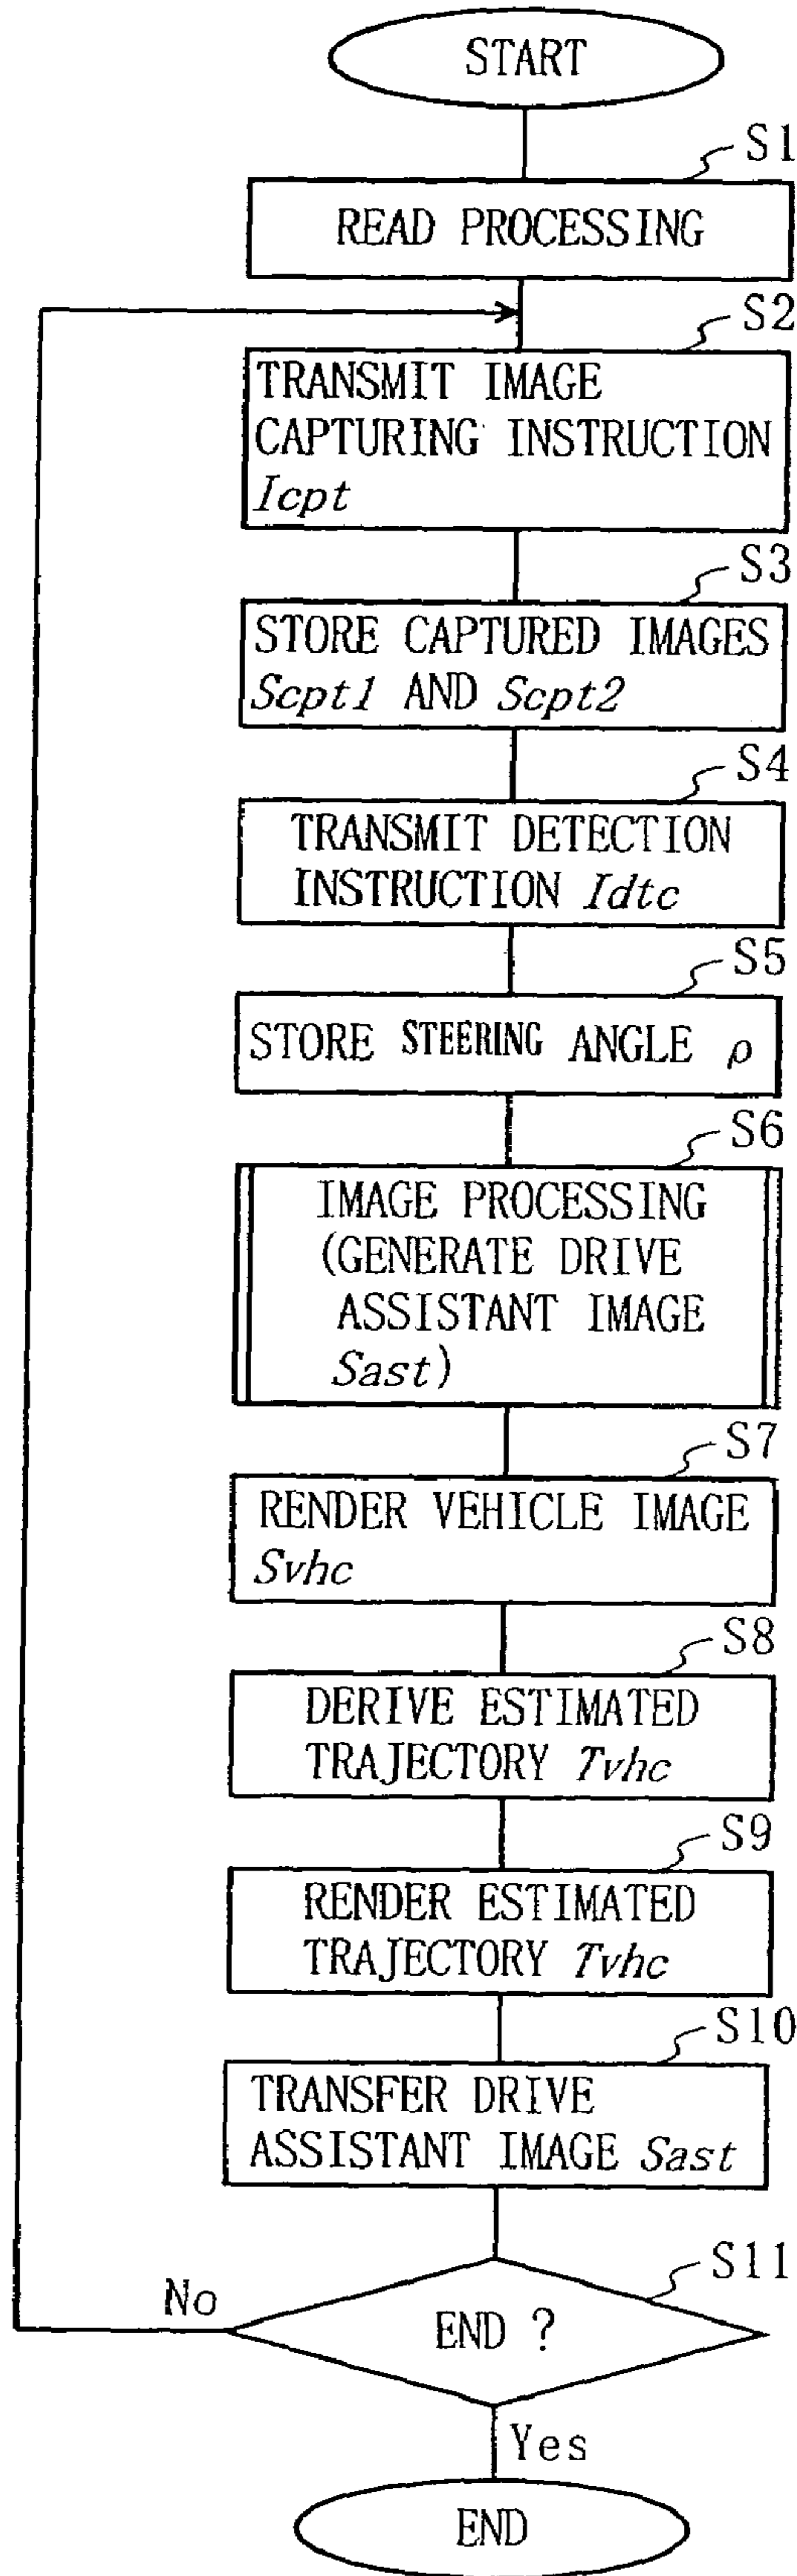 START
S1
READ PROCESSING
S2
TRANSMIT IMAGE
CAPTURING INSTRUCTION
Icpt
S3
STORE CAPTURED IMAGES
Scpt1 AND Scpt2
S4
TRANSMIT DETECTION
INSTRUCTION Idtc
S5
STORE STEERING ANGLE ρ
S6
IMAGE PROCESSING
(GENERATE DRIVE
ASSISTANT IMAGE
Sast)
S7
RENDER VEHICLE IMAGE
Svhc
S8
DERIVE ESTIMATED
TRAJECTORY Tvhc
S9
RENDER ESTIMATED
TRAJECTORY Tvhc
S10
TRANSFER DRIVE
ASSISTANT IMAGE Sast
S11
No
END ?
Yes
END